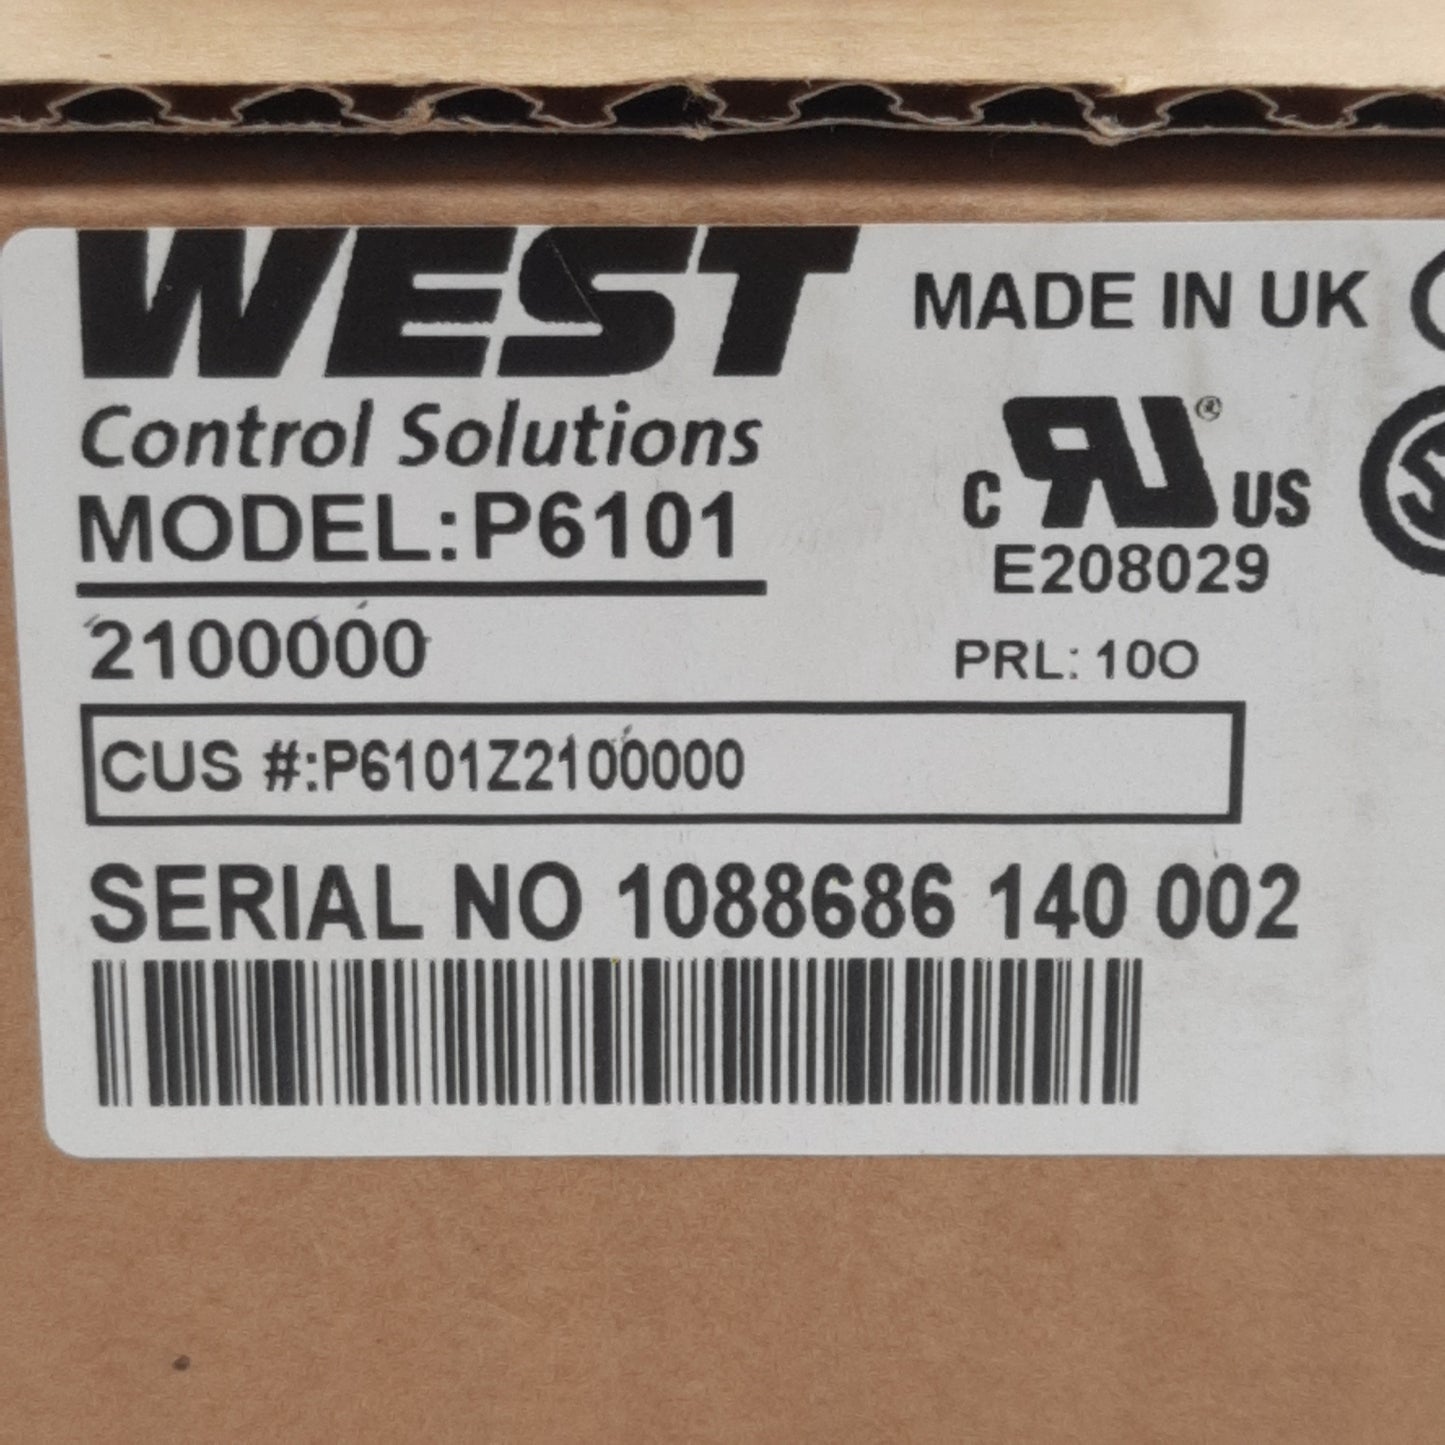 WEST
MADE IN UK
Control Solutions
MODEL:P6101
C RU® US
E208029
2100000
PRL: 10O
CUS #:P6101Z2100000
SERIAL NO 1088686 140 002